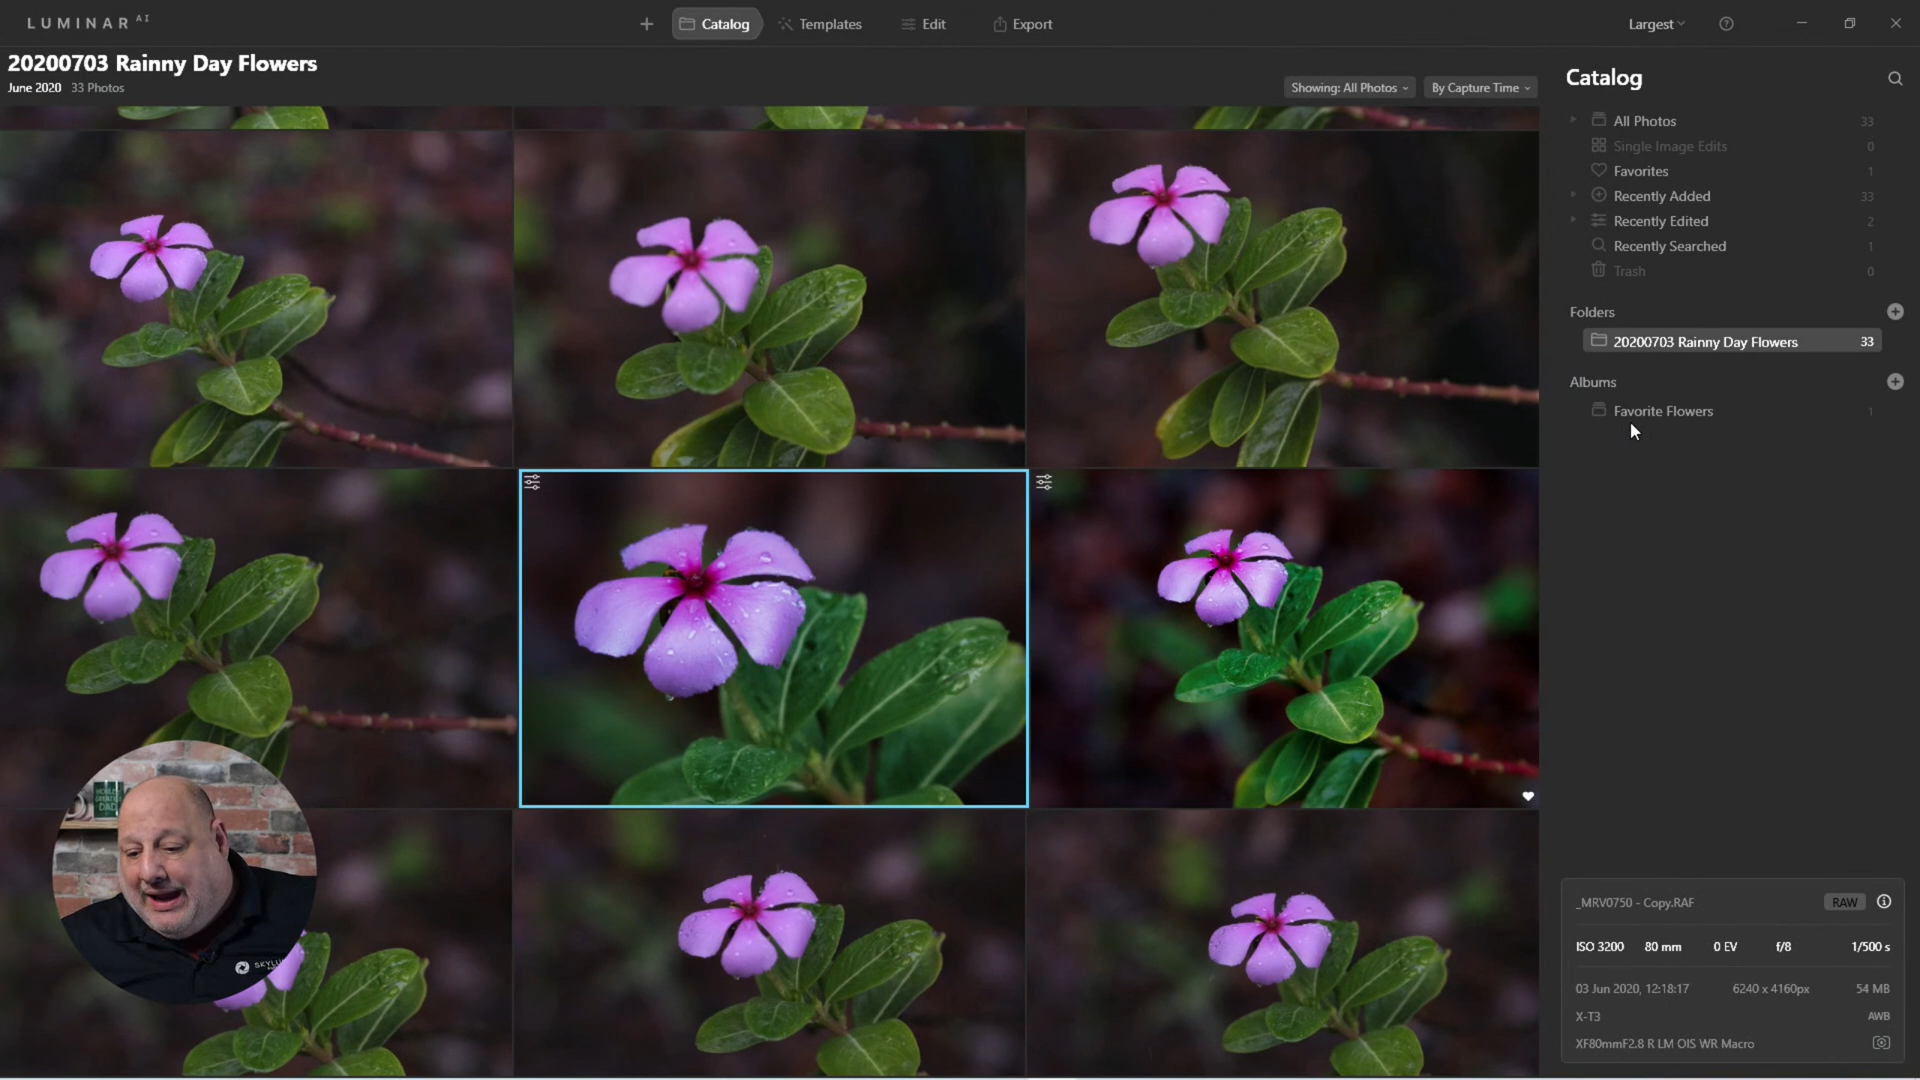 LUMINAR AI
Catalog
Templates
Edit
Export
Largest
20200703 Rainny Day Flowers
June 2020 33 Photos
Showing: All Photos
By Capture Time
Catalog
All Photos 33
Single Image Edits 0
Favorites 1
Recently Added 33
Recently Edited 2
Recently Searched 1
Trash 0
Folders
20200703 Rainny Day Flowers 33
Albums
Favorite Flowers 1
_MRV0750 - Copy.RAF RAW
ISO 3200 80 mm 0 EV f/8 1/500 s
03 Jun 2020, 12:18:17 6240 x 4160px 54 MB
X-T3 AWB
XF80mmF2.8 R LM OIS WR Macro
DAD